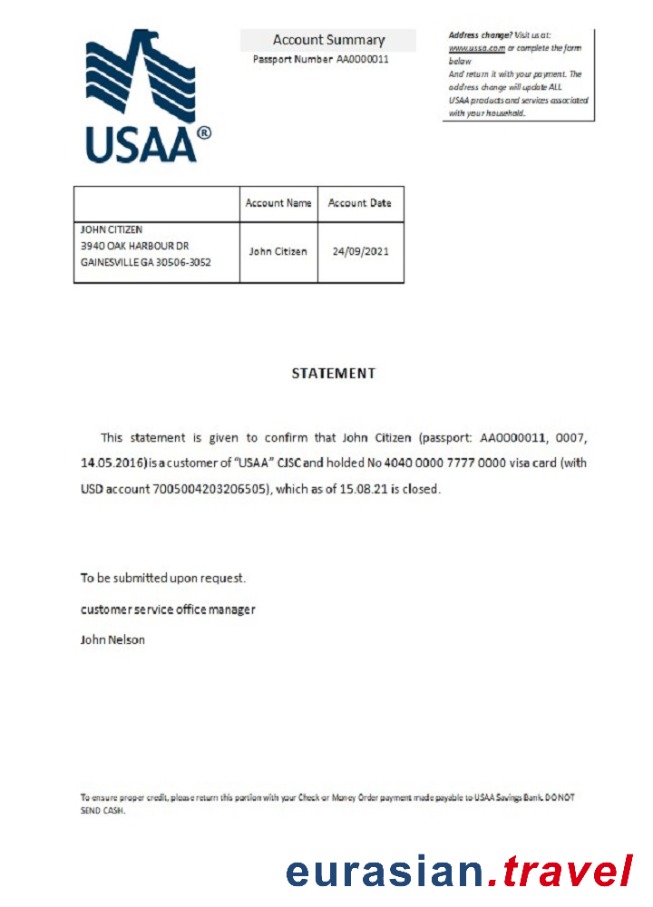 USAA®
Account Summary
Passport Number AA0000011
Address change? Visit us at:
www.ussa.com or complete the form
below
And return it with your payment. The
address change will update ALL
USAA products and services associated
with your household.
Account Name Account Date
JOHN CITIZEN
3940 OAK HARBOUR DR
GAINESVILLE GA 30506-3052
John Citizen 24/09/2021
STATEMENT
This statement is given to confirm that John Citizen (passport: AA0000011, 0007,
14.05.2016)is a customer of "USAA" CJSC and holded No 4040 0000 7777 0000 visa card (with
USD account 7005004203206505), which as of 15.08.21 is closed.
To be submitted upon request.
customer service office manager
John Nelson
To ensure proper credit, please return this portion with your Check or Money Order payment made payable to USAA Savings Bank. DO NOT
SEND CASH.
eurasian.travel